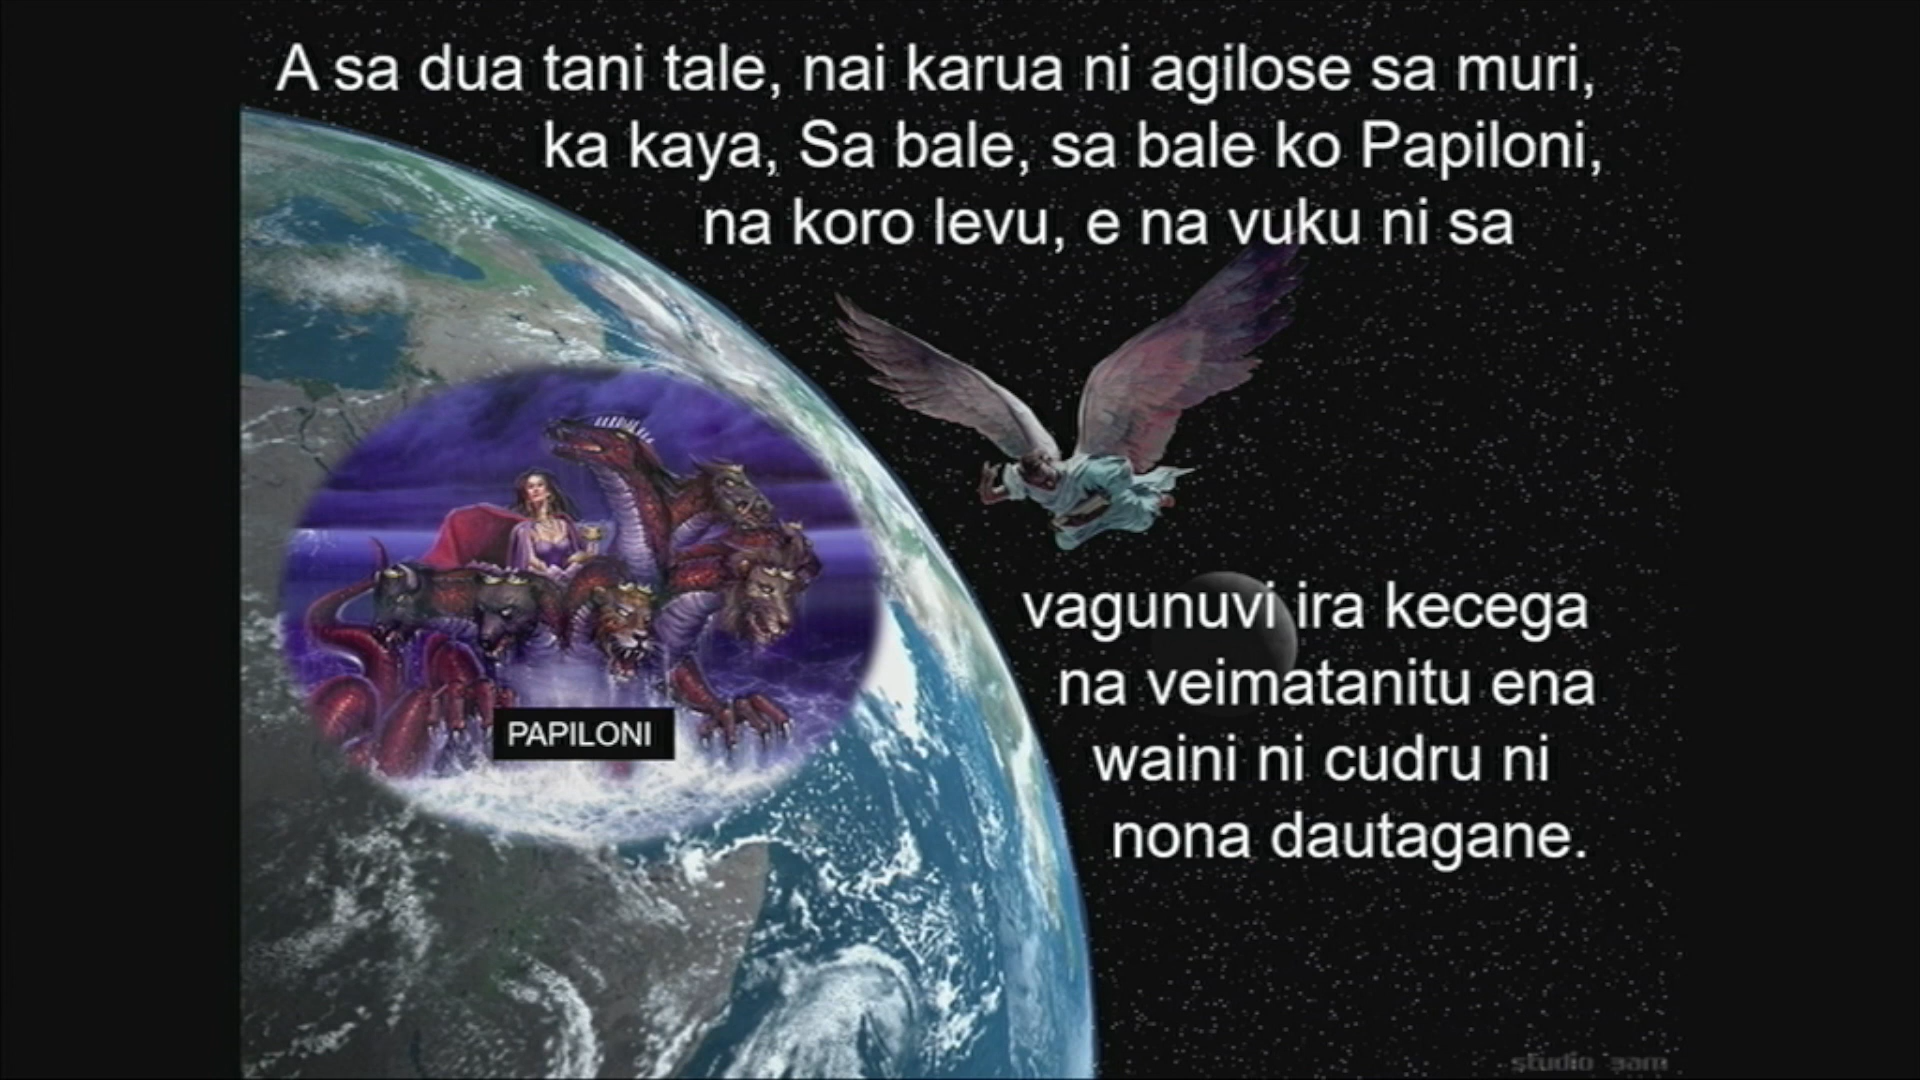 A sa dua tani tale, nai karua ni agilose sa muri,
ka kaya, Sa bale, sa bale ko Papiloni,
na koro levu, e na vuku ni sa
vagunuvi ira kecega
na veimatanitu ena
waini ni cudru ni
nona dautagane.
PAPILONI
studio 3am